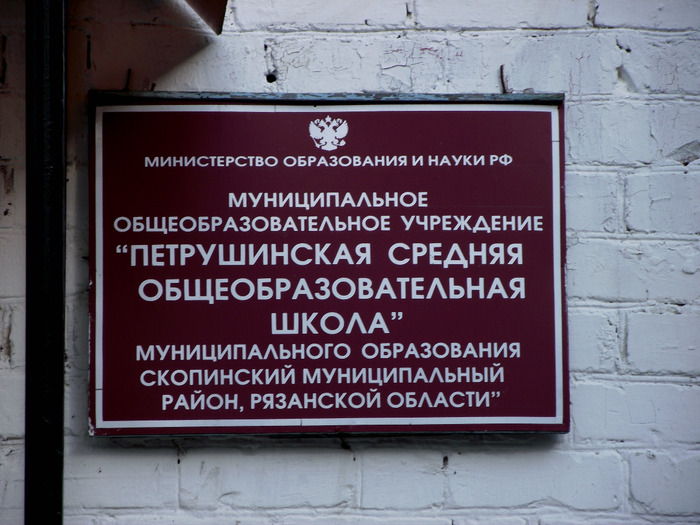 МИНИСТЕРСТВО ОБРАЗОВАНИЯ И НАУКИ РФ
МУНИЦИПАЛЬНОЕ
ОБЩЕОБРАЗОВАТЕЛЬНОЕ УЧРЕЖДЕНИЕ
“ПЕТРУШИНСКАЯ СРЕДНЯЯ
ОБЩЕОБРАЗОВАТЕЛЬНАЯ
ШКОЛА”
МУНИЦИПАЛЬНОГО ОБРАЗОВАНИЯ
СКОПИНСКИЙ МУНИЦИПАЛЬНЫЙ
РАЙОН, РЯЗАНСКОЙ ОБЛАСТИ”